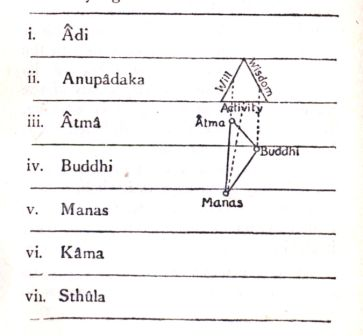 i. Âdi
ii. Anupâdaka
Will Wisdom
Activity
iii. Âtmâ
Âtma
Buddhi
iv. Buddhi
v. Manas
Manas
vi. Kâma
vii. Sthûla